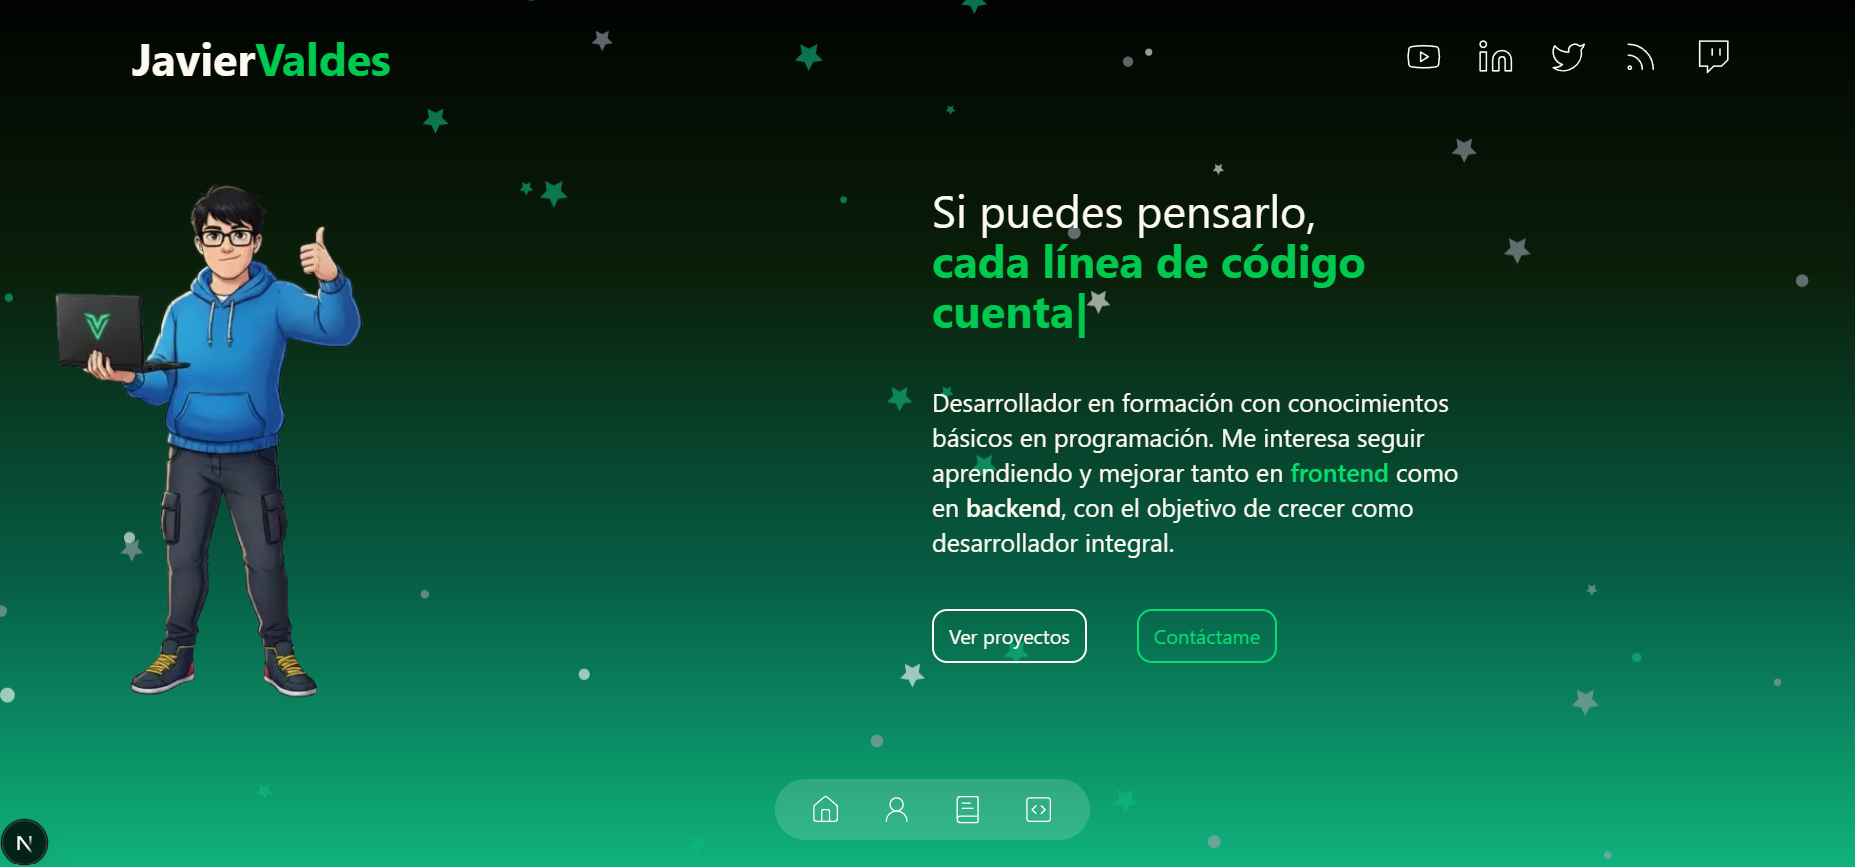 JavierValdes
Si puedes pensarlo,
cada línea de código
cuenta|
Desarrollador en formación con conocimientos
básicos en programación. Me interesa seguir
aprendiendo y mejorar tanto en frontend como
en backend, con el objetivo de crecer como
desarrollador integral.
Ver proyectos
Contáctame
N